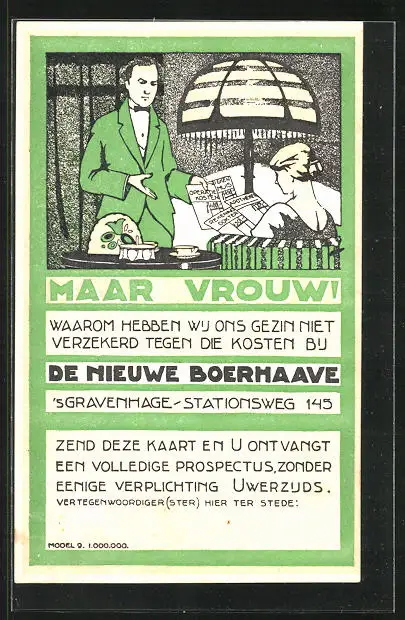 OPERATIE
KOSTEN
MAAR VROUW!
WAAROM HEBBEN WIJ ONS GEZIN NIET
VERZEKERD TEGEN DIE KOSTEN BIJ
DE NIEUWE BOERHAAVE
'sGRAVENHAGE-STATIONSWEG 145
ZEND DEZE KAART EN U ONTVANGT
EEN VOLLEDIGE PROSPECTUS, ZONDER
EENIGE VERPLICHTING UWERZIJDS.
VERTEGENWOORDIGER(STER) HIER TER STEDE:
MODEL 9. 1.000.000.